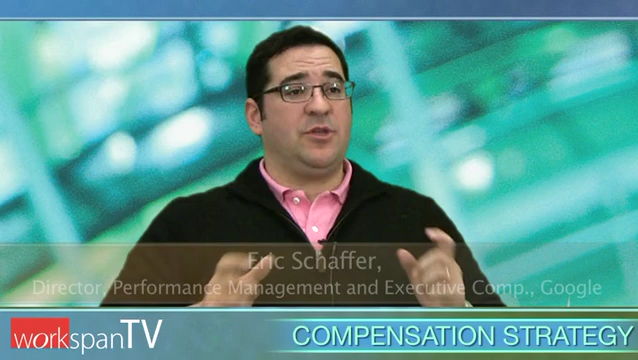 Eric Schaffer,
Director, Performance Management and Executive Comp., Google
workspanTV
COMPENSATION STRATEGY